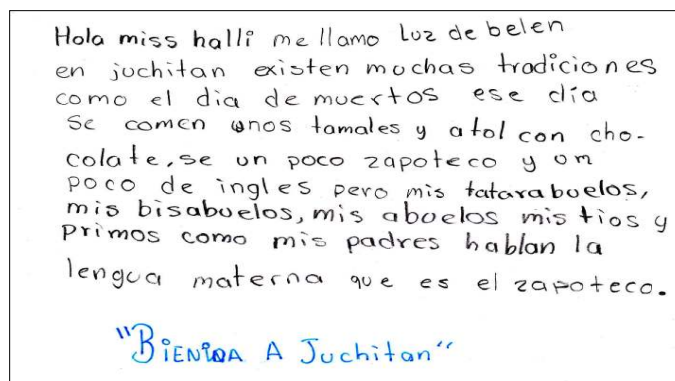 Hola miss halli me llamo Luz de belen
en juchitan existen muchas tradiciones
como el dia de muertos ese día
se comen unos tamales y atol con cho-
colate, se un poco zapoteco y un
poco de ingles pero mis tatarabuelos,
mis bisabuelos, mis abuelos mis tios y
primos como mis padres hablan la
lengua materna que es el zapoteco.
"BIENIDA A Juchitan"